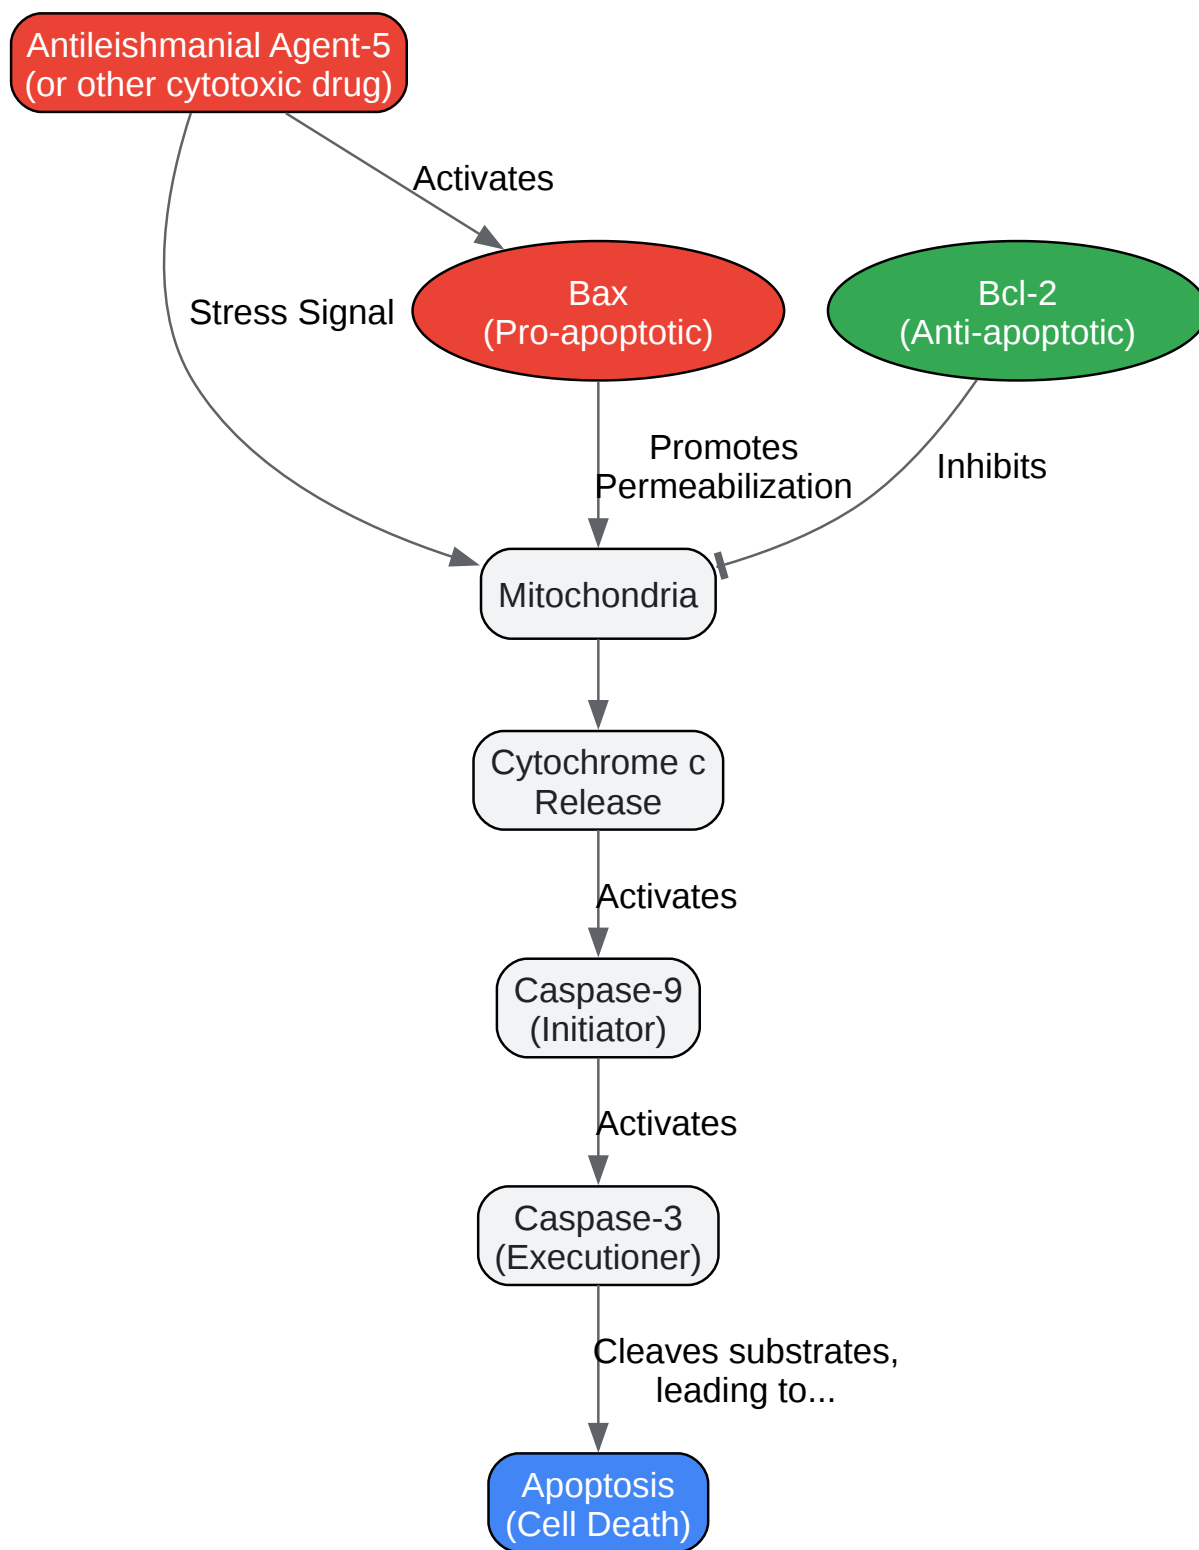 Antileishmanial Agent-5
(or other cytotoxic drug)
Activates
Stress Signal
Bax
(Pro-apoptotic)
Bcl-2
(Anti-apoptotic)
Promotes
Permeabilization
Inhibits
Mitochondria
Cytochrome c
Release
Activates
Caspase-9
(Initiator)
Activates
Caspase-3
(Executioner)
Cleaves substrates,
leading to...
Apoptosis
(Cell Death)